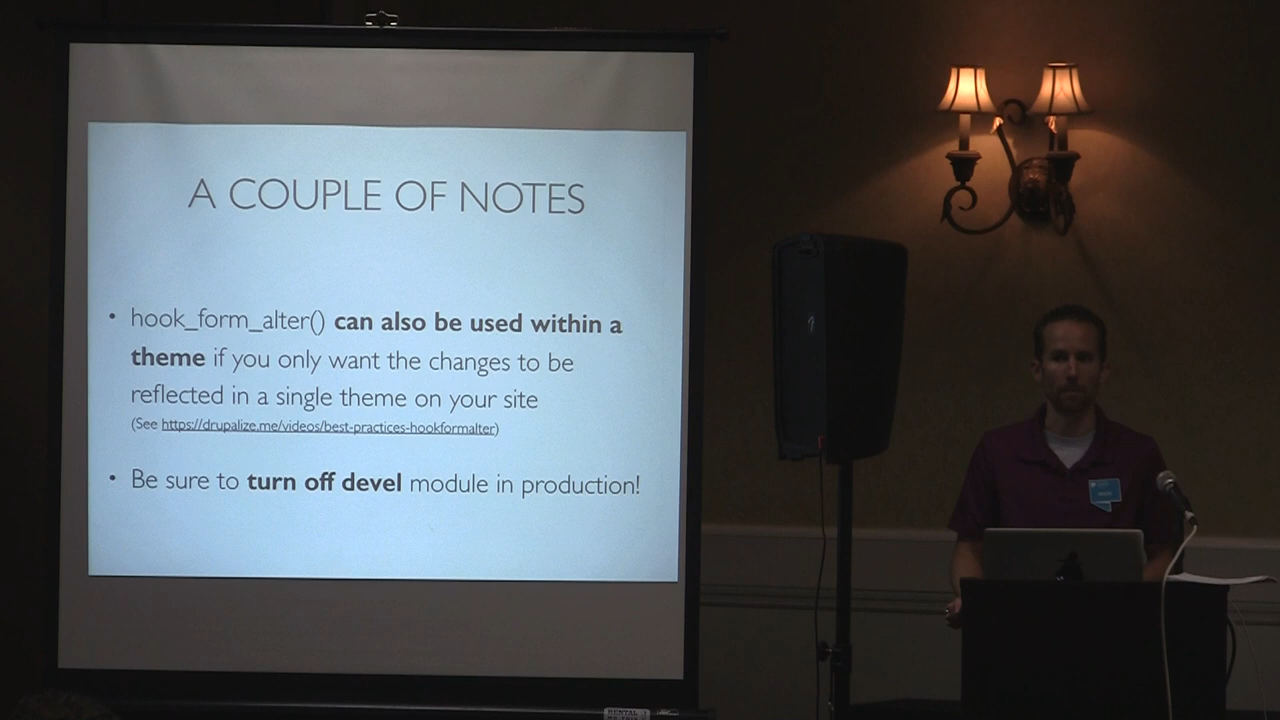 A COUPLE OF NOTES
• hook_form_alter() can also be used within a
theme if you only want the changes to be
reflected in a single theme on your site
(See https://drupalize.me/videos/best-practices-hookformalter)
• Be sure to turn off devel module in production!
RENTAL